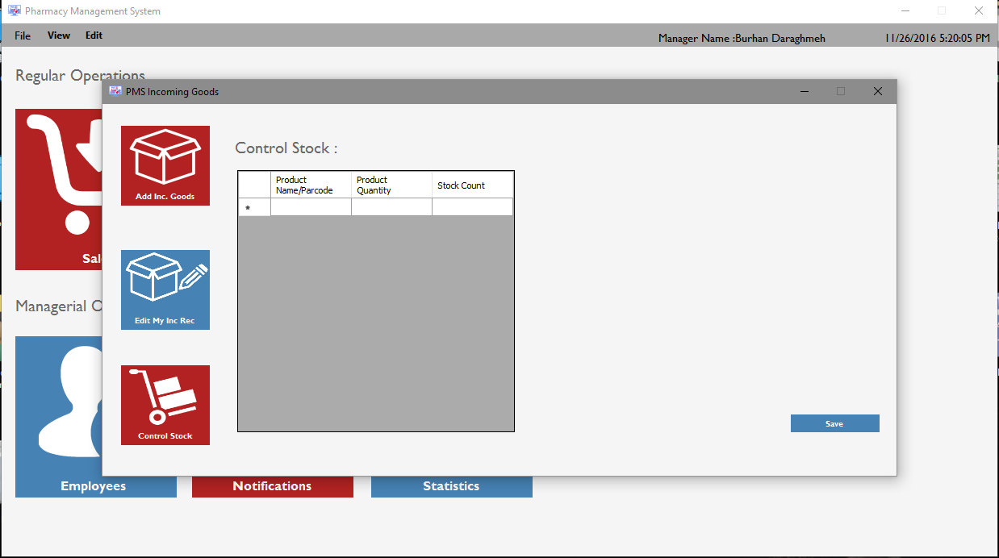 Pharmacy Management System
File View Edit
Manager Name :Burhan Daraghmeh 11/26/2016 5:20:05 PM
Regular Operations
PMS Incoming Goods
Add Inc. Goods
Control Stock :
Product Name/Parcode
Product Quantity
Stock Count
*
Edit My Inc Rec
Control Stock
Save
Managerial O
Employees
Notifications
Statistics